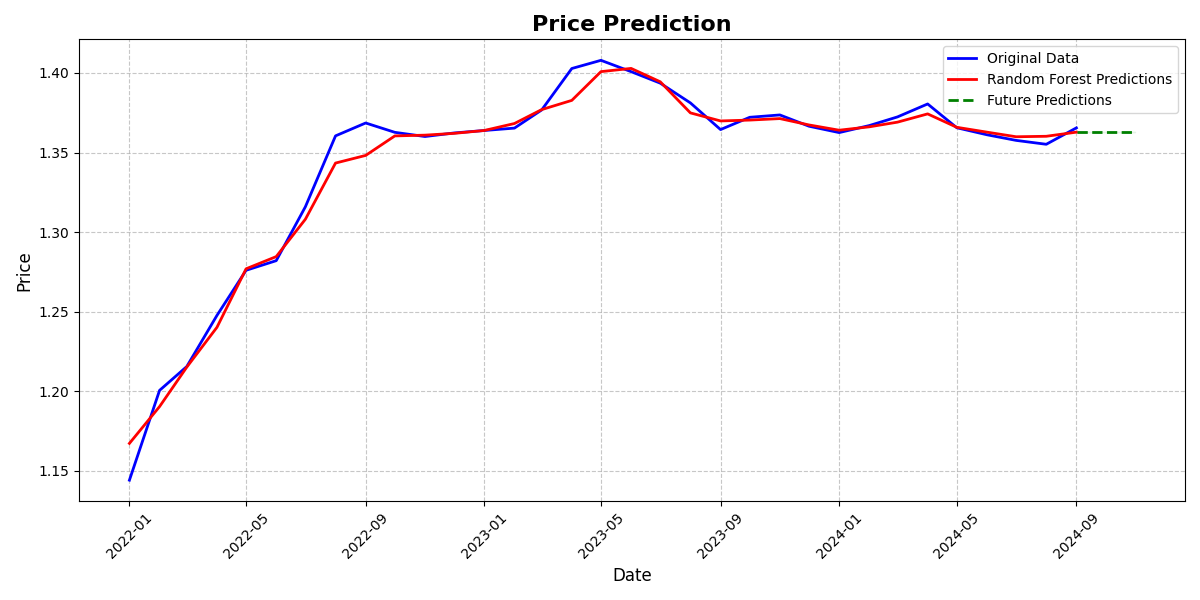 Price Prediction
Original Data
Random Forest Predictions
Future Predictions
Price
1.40
1.35
1.30
1.25
1.20
1.15
2022-01
2022-05
2022-09
2023-01
2023-05
2023-09
2024-01
2024-05
2024-09
Date